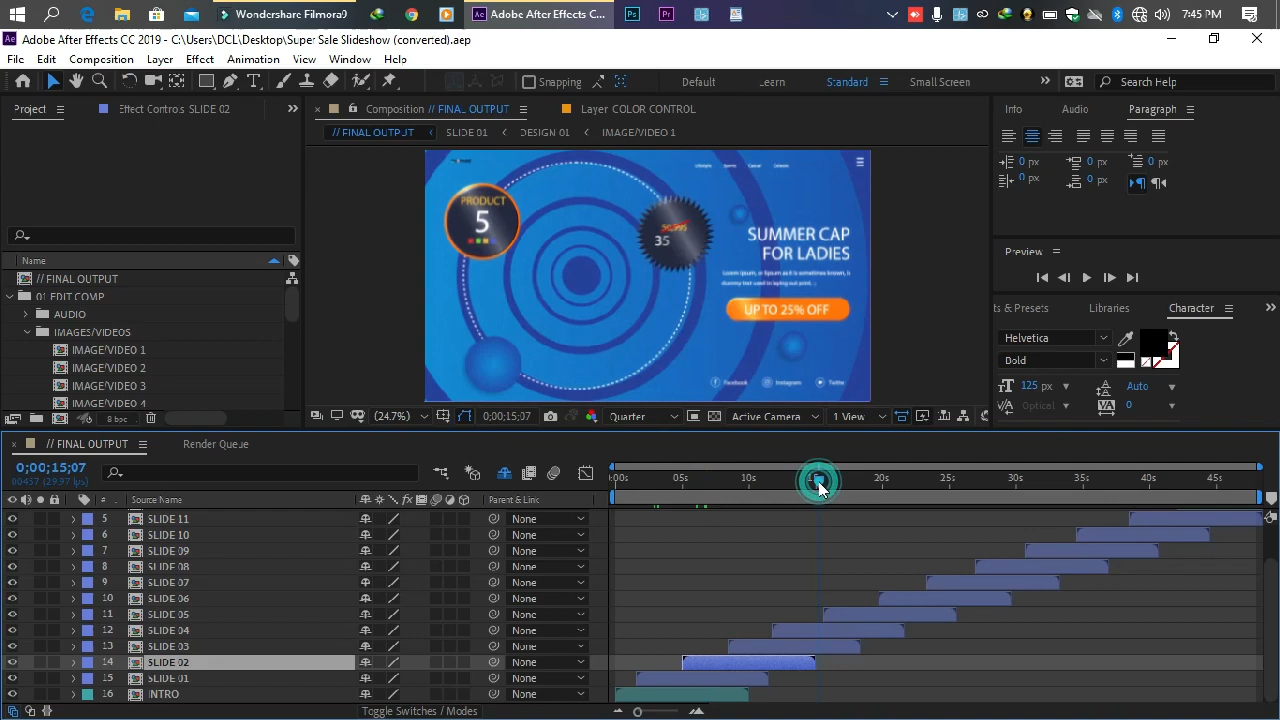 Wondershare Filmora9
Adobe After Effects CC 2019...
7:45 PM
Adobe After Effects CC 2019 - C:\Users\DCL\Desktop\Super Sale Slideshow (converted).aep
File Edit Composition Layer Effect Animation View Window Help
Snapping
Default
Learn
Standard
Small Screen
Search Help
Project
Effect Controls SLIDE 02
Composition // FINAL OUTPUT
Layer COLOR CONTROL
// FINAL OUTPUT
SLIDE 01
DESIGN 01
IMAGE/VIDEO 1
PRODUCT
5
35
SUMMER CAP
FOR LADIES
UP TO 25% OFF
Facebook
Instagram
Info
Audio
Paragraph
0 px
0 px
0 px
0 px
0 px
Preview
ts & Presets
Libraries
Character
Helvetica
Bold
125 px
Auto
Optical
0
Name
// FINAL OUTPUT
01 EDIT COMP
AUDIO
IMAGES/VIDEOS
IMAGE/VIDEO 1
IMAGE/VIDEO 2
IMAGE/VIDEO 3
IMAGE/VIDEO 4
8 bpc
(24.7%)
0;00;15;07
Quarter
Active Camera
1 View
// FINAL OUTPUT
Render Queue
0;00;15;07
00457 (29.97 fps)
:00s
05s
10s
20s
25s
30s
35s
40s
45s
#
Source Name
Parent & Link
5 SLIDE 11 None
6 SLIDE 10 None
7 SLIDE 09 None
8 SLIDE 08 None
9 SLIDE 07 None
10 SLIDE 06 None
11 SLIDE 05 None
12 SLIDE 04 None
13 SLIDE 03 None
14 SLIDE 02 None
15 SLIDE 01 None
16 INTRO None
Toggle Switches / Modes